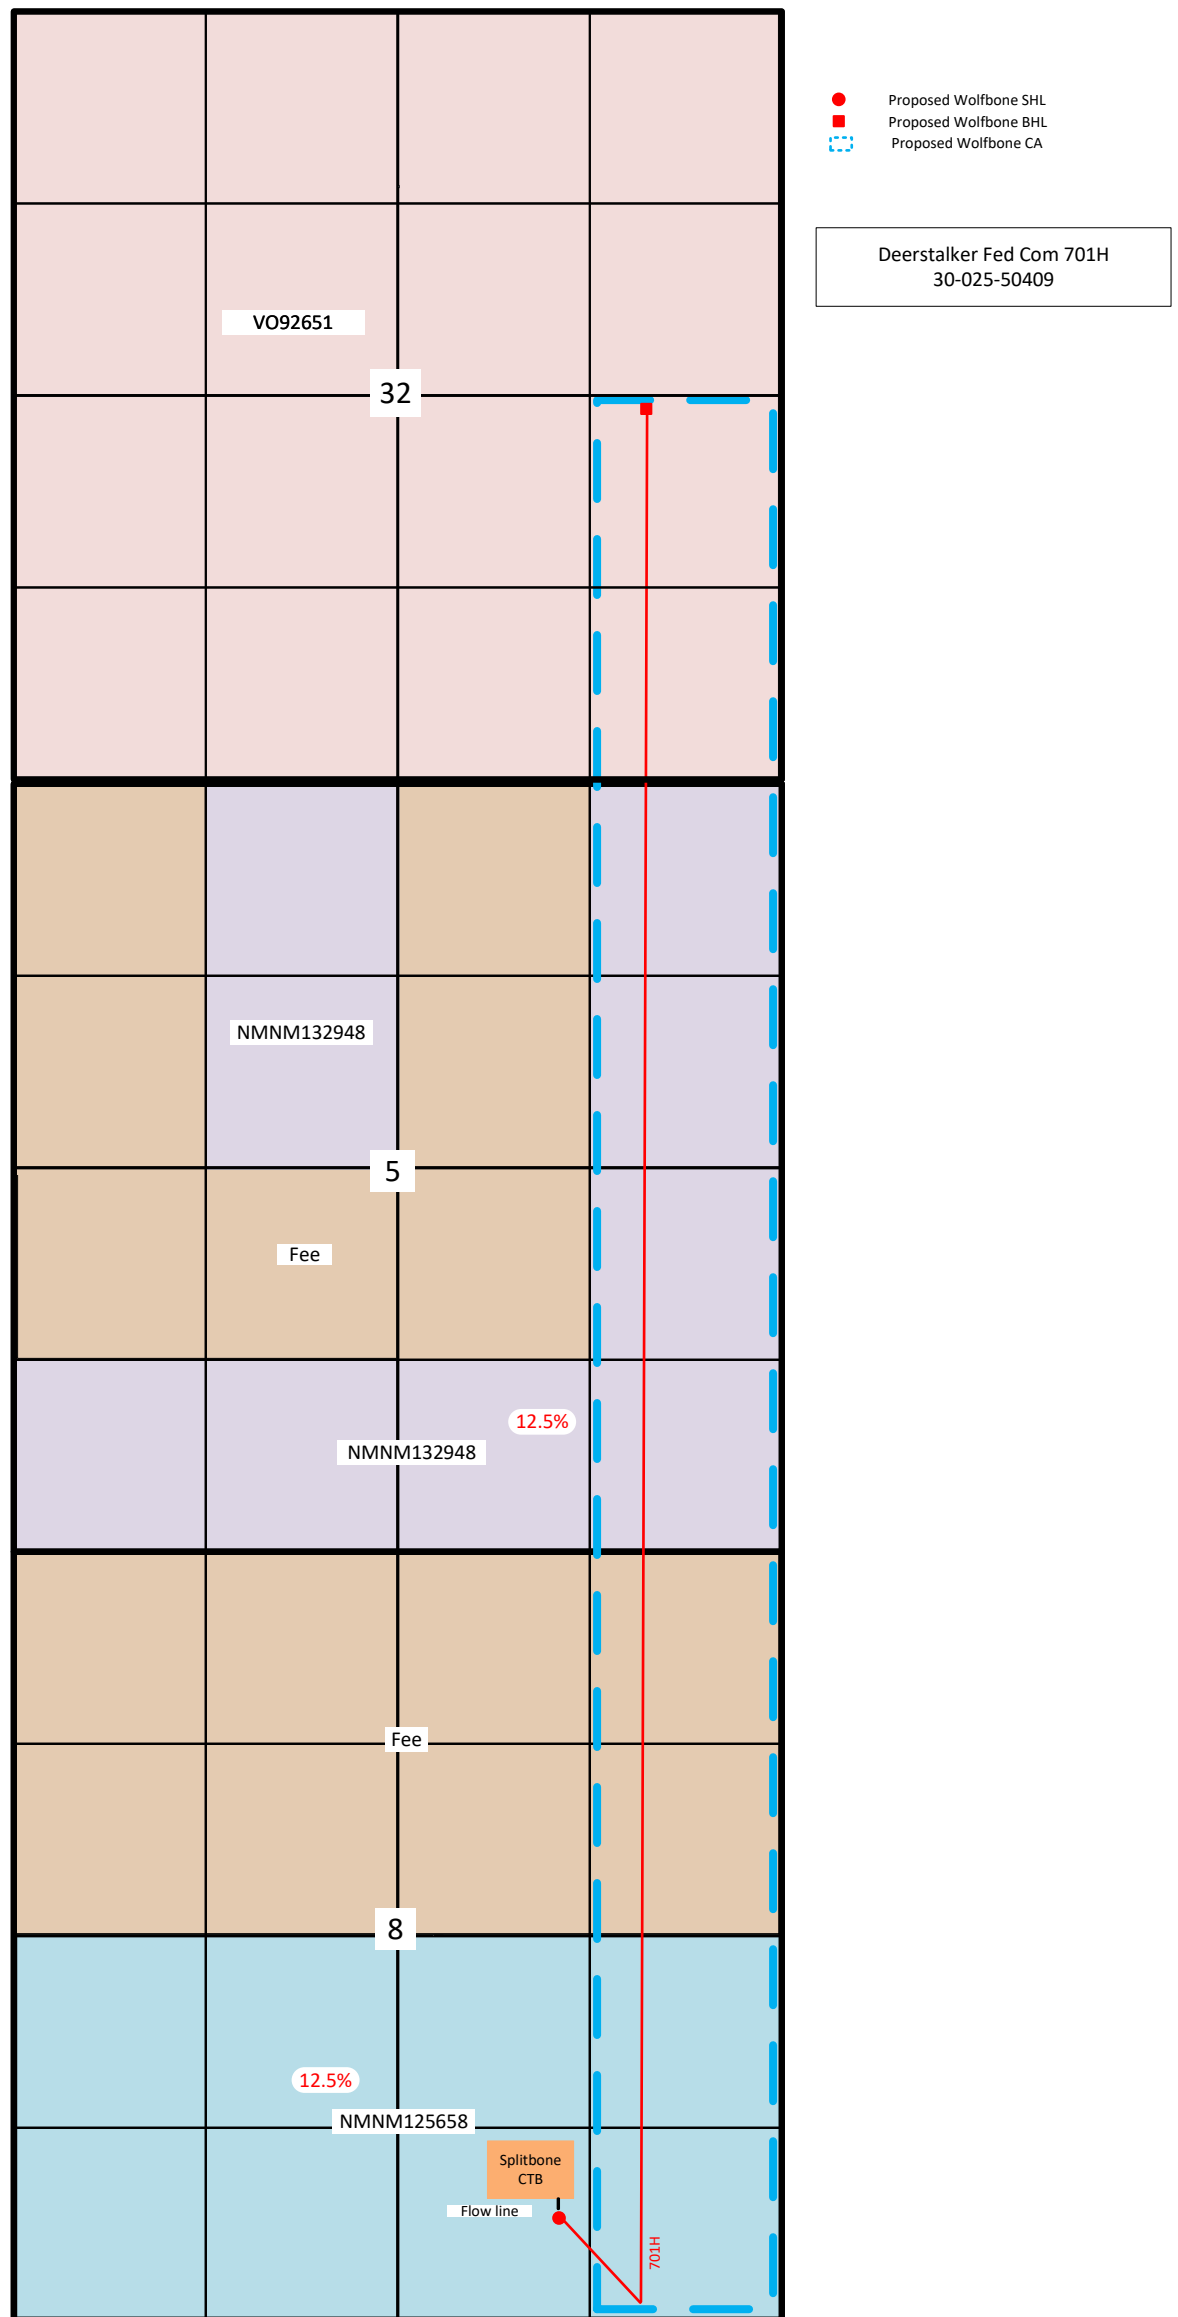 Proposed Wolfbone SHL
Proposed Wolfbone BHL
Proposed Wolfbone CA
Deerstalker Fed Com 701H
30-025-50409
VO92651
32
NMNM132948
5
Fee
12.5%
NMNM132948
Fee
8
12.5%
NMNM125658
Splitbone
CTB
Flow line
701H